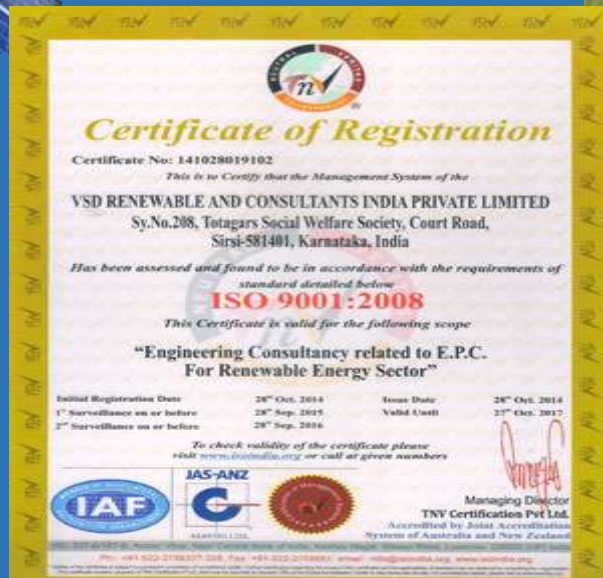 TNV
Certificate of Registration
Certificate No: 141028019102
This is to Certify that the Management System of the
VSD RENEWABLE AND CONSULTANTS INDIA PRIVATE LIMITED
Sy.No.208, Totagars Social Welfare Society, Court Road,
Sirsi-581401, Karnataka, India
Has been assessed and found to be in accordance with the requirements of
standard detailed below
ISO 9001:2008
This Certificate is valid for the following scope
“Engineering Consultancy related to E.P.C.
For Renewable Energy Sector”
Initial Registration Date 28th Oct. 2014 Issue Date 28th Oct. 2014
1st Surveillance on or before 28th Sep. 2015 Valid Until 27th Oct. 2017
2nd Surveillance on or before 28th Sep. 2016
To check validity of the certificate please
visit www.isoindia.org or call at given numbers
IAF
JAS-ANZ
Managing Director
TNV Certification Pvt Ltd.
Accredited by Joint Accreditation
System of Australia and New Zealand